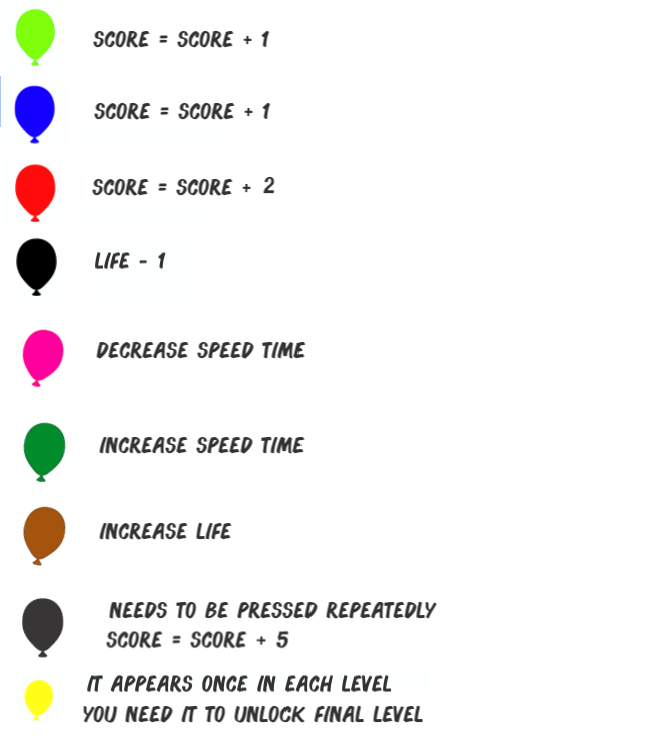 SCORE = SCORE + 1
SCORE = SCORE + 1
SCORE = SCORE + 2
LIFE - 1
DECREASE SPEED TIME
INCREASE SPEED TIME
INCREASE LIFE
NEEDS TO BE PRESSED REPEATEDLY
SCORE = SCORE + 5
IT APPEARS ONCE IN EACH LEVEL
YOU NEED IT TO UNLOCK FINAL LEVEL